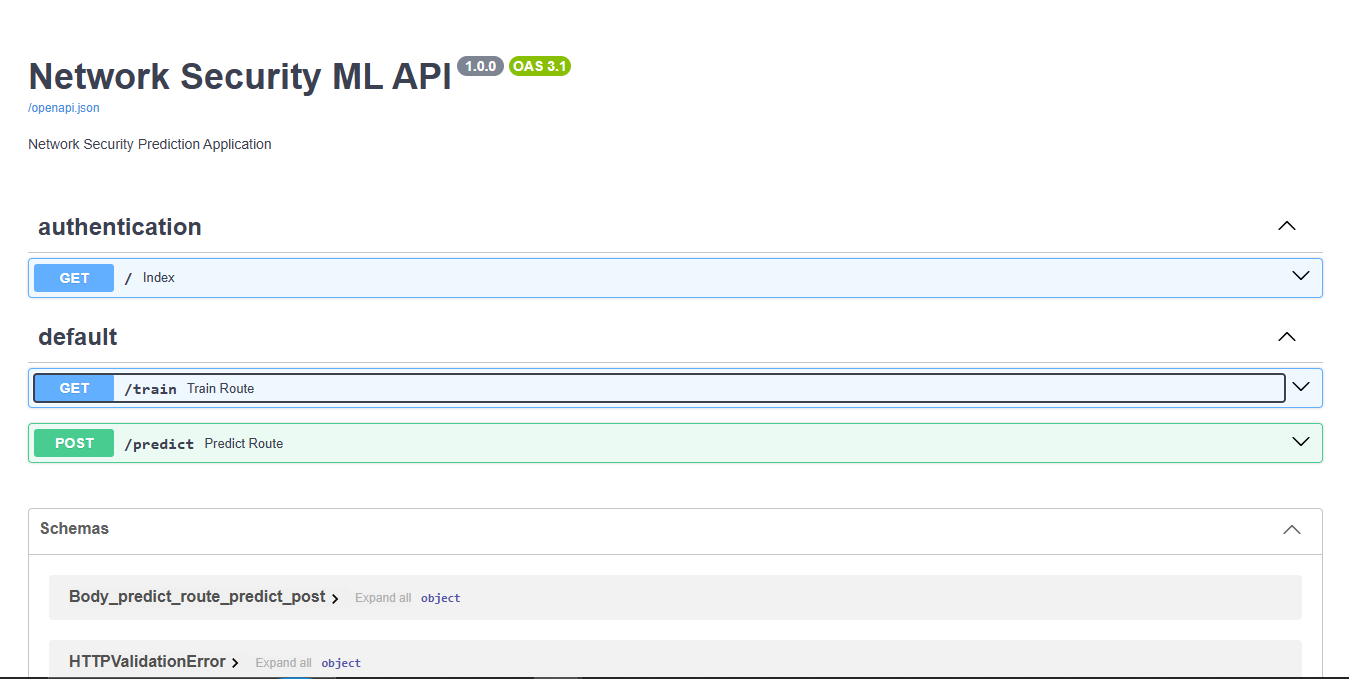 Network Security ML API 1.0.0 OAS 3.1
/openapi.json
Network Security Prediction Application
authentication
GET / Index
default
GET /train Train Route
POST /predict Predict Route
Schemas
Body_predict_route_predict_post Expand all object
HTTPValidationError Expand all object